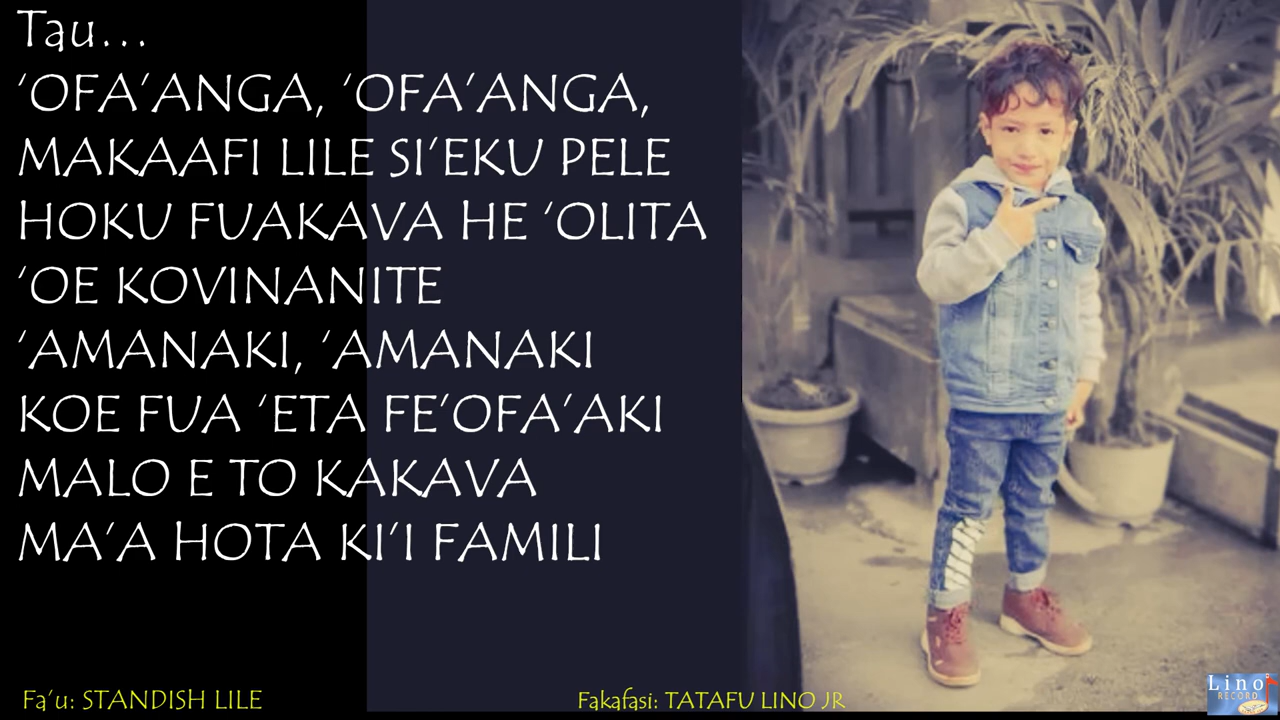 Tau...
‘OFA’ANGA, ‘OFA’ANGA,
MAKAAFI LILE SI’EKU PELE
HOKU FUAKAVA HE ‘OLITA
‘OE KOVINANITE
‘AMANAKI, ‘AMANAKI
KOE FUA ‘ETA FE’OFA’AKI
MALO E TO KAKAVA
MA’A HOTA KI’I FAMILI
Fa’u: STANDISH LILE
Fakafasi: TATAFU LINO JR
Lino
RECORD